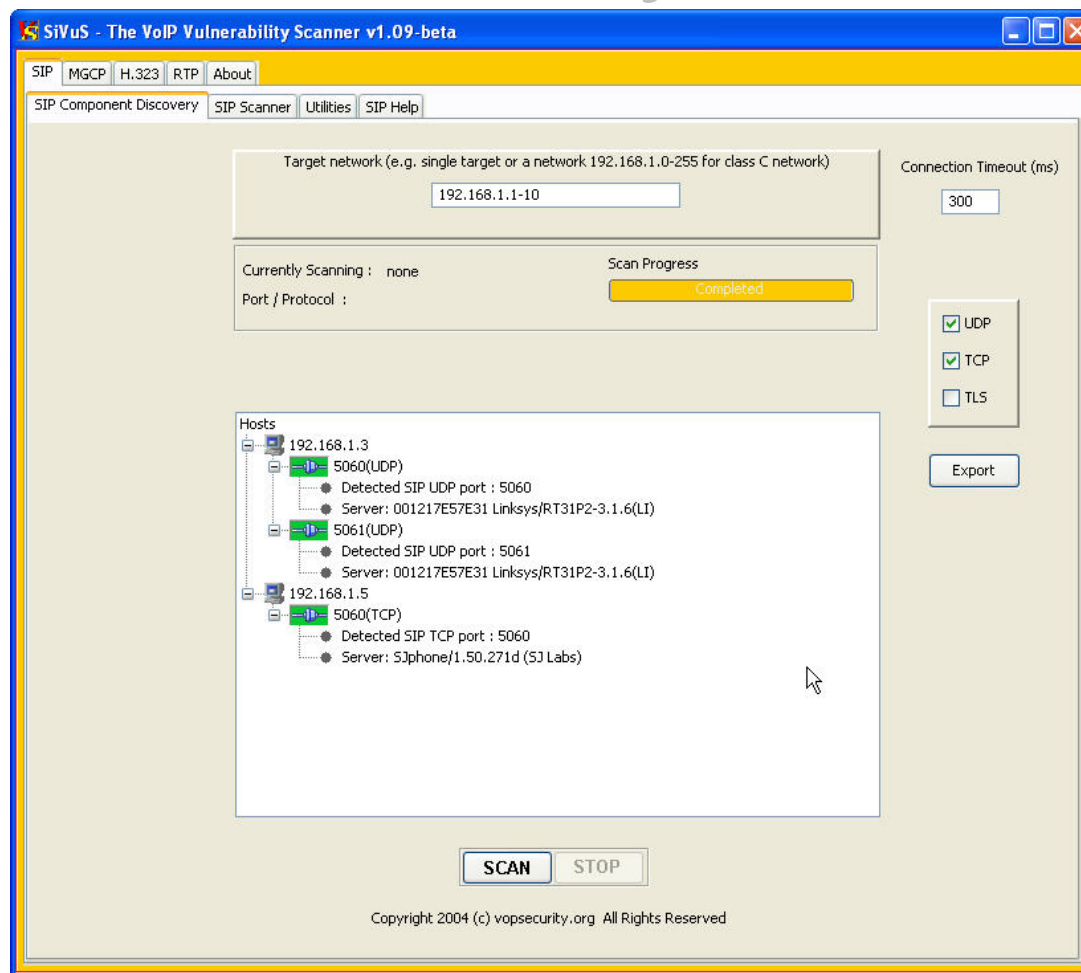 SiVuS - The VoIP Vulnerability Scanner v1.09-beta
SIP MGCP H.323 RTP About
SIP Component Discovery SIP Scanner Utilities SIP Help
Target network (e.g. single target or a network 192.168.1.0-255 for class C network)
Connection Timeout (ms)
192.168.1.1-10
300
Currently Scanning : none
Scan Progress
Completed
Port / Protocol :
UDP
TCP
TLS
Export
Hosts
192.168.1.3
5060(UDP)
Detected SIP UDP port : 5060
Server: 001217E57E31 Linksys/RT31P2-3.1.6(LI)
5061(UDP)
Detected SIP UDP port : 5061
Server: 001217E57E31 Linksys/RT31P2-3.1.6(LI)
192.168.1.5
5060(TCP)
Detected SIP TCP port : 5060
Server: SJphone/1.50.271d (SJ Labs)
SCAN STOP
Copyright 2004 (c) vopsecurity.org All Rights Reserved